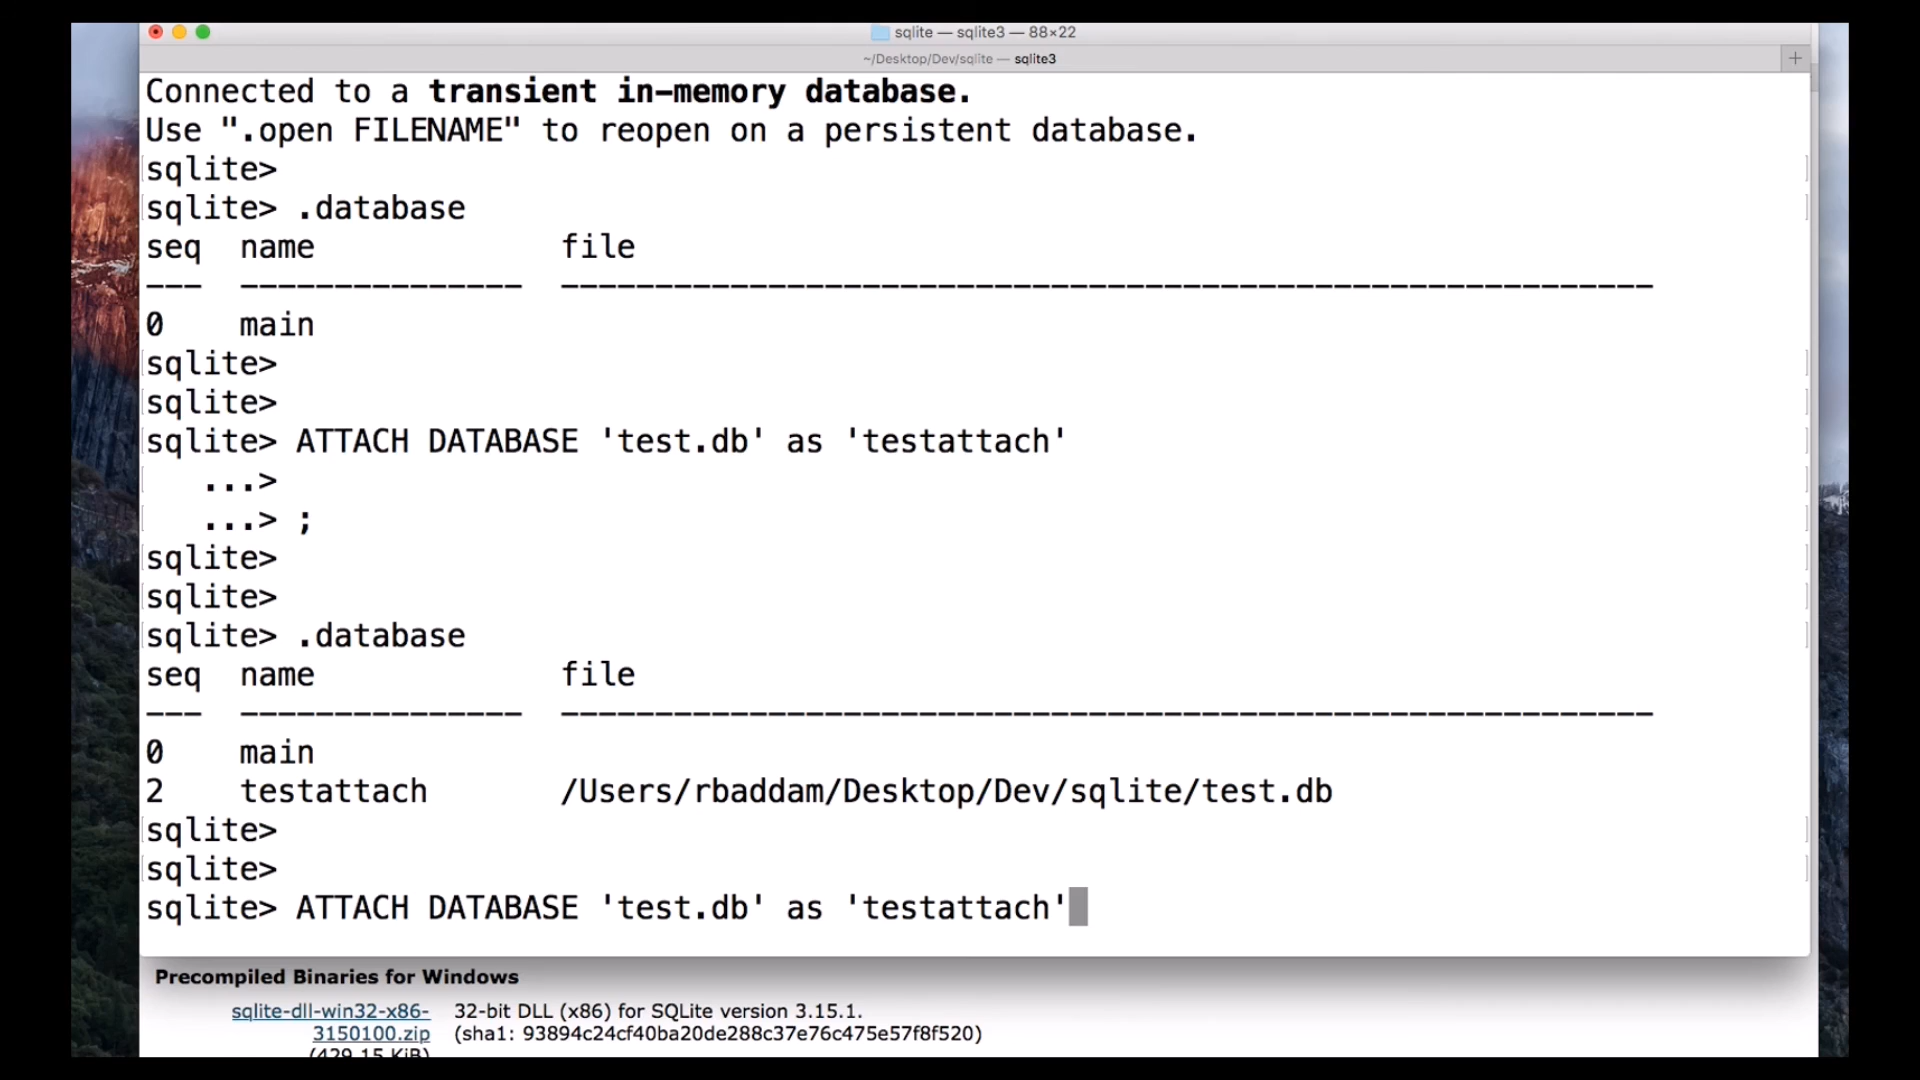 sqlite — sqlite3 — 88×22
~/Desktop/Dev/sqlite — sqlite3
+
Connected to a transient in-memory database.
Use ".open FILENAME" to reopen on a persistent database.
sqlite>
sqlite> .database
seq  name             file
---  ---------------  ----------------------------------------------------------
0    main
sqlite>
sqlite>
sqlite> ATTACH DATABASE 'test.db' as 'testattach'
   ...>
   ...> ;
sqlite>
sqlite>
sqlite> .database
seq  name             file
---  ---------------  ----------------------------------------------------------
0    main
2    testattach       /Users/rbaddam/Desktop/Dev/sqlite/test.db
sqlite>
sqlite>
sqlite> ATTACH DATABASE 'test.db' as 'testattach'
Precompiled Binaries for Windows
sqlite-dll-win32-x86- 32-bit DLL (x86) for SQLite version 3.15.1.
3150100.zip (sha1: 93894c24cf40ba20de288c37e76c475e57f8f520)
(429.15 KiB)